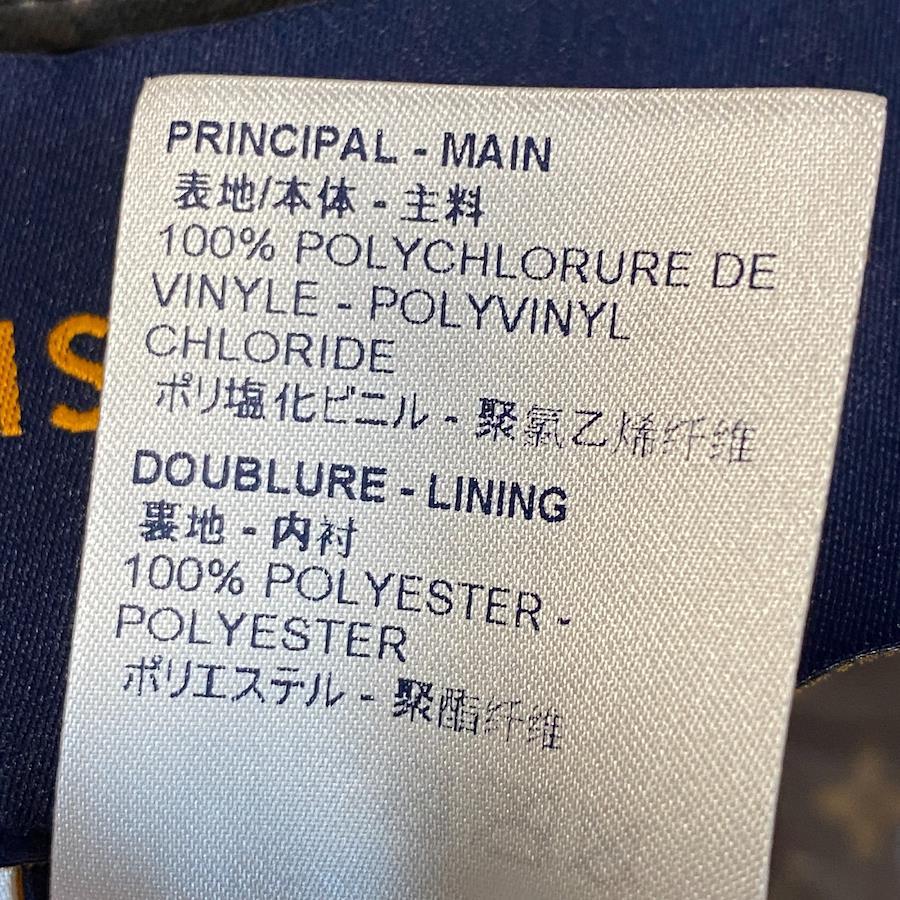 PRINCIPAL - MAIN
表地/本体 - 主料
100% POLYCHLORURE DE
VINYLE - POLYVINYL
CHLORIDE
ポリ塩化ビニル - 聚氯乙烯纤维
DOUBLURE - LINING
裏地 - 内衬
100% POLYESTER -
POLYESTER
ポリエステル - 聚酯纤维